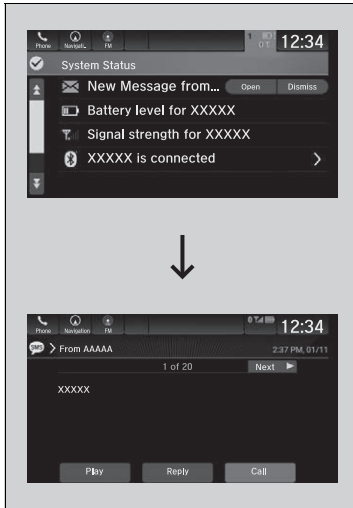 Phone Navigati.. FM 12:34
System Status
New Message from... Open Dismiss
Battery level for XXXXX
Signal strength for XXXXX
XXXXX is connected
Phone Navigation FM 12:34
SMS From AAAAA 2:37 PM, 01/11
1 of 20 Next
XXXXX
Play Reply Call